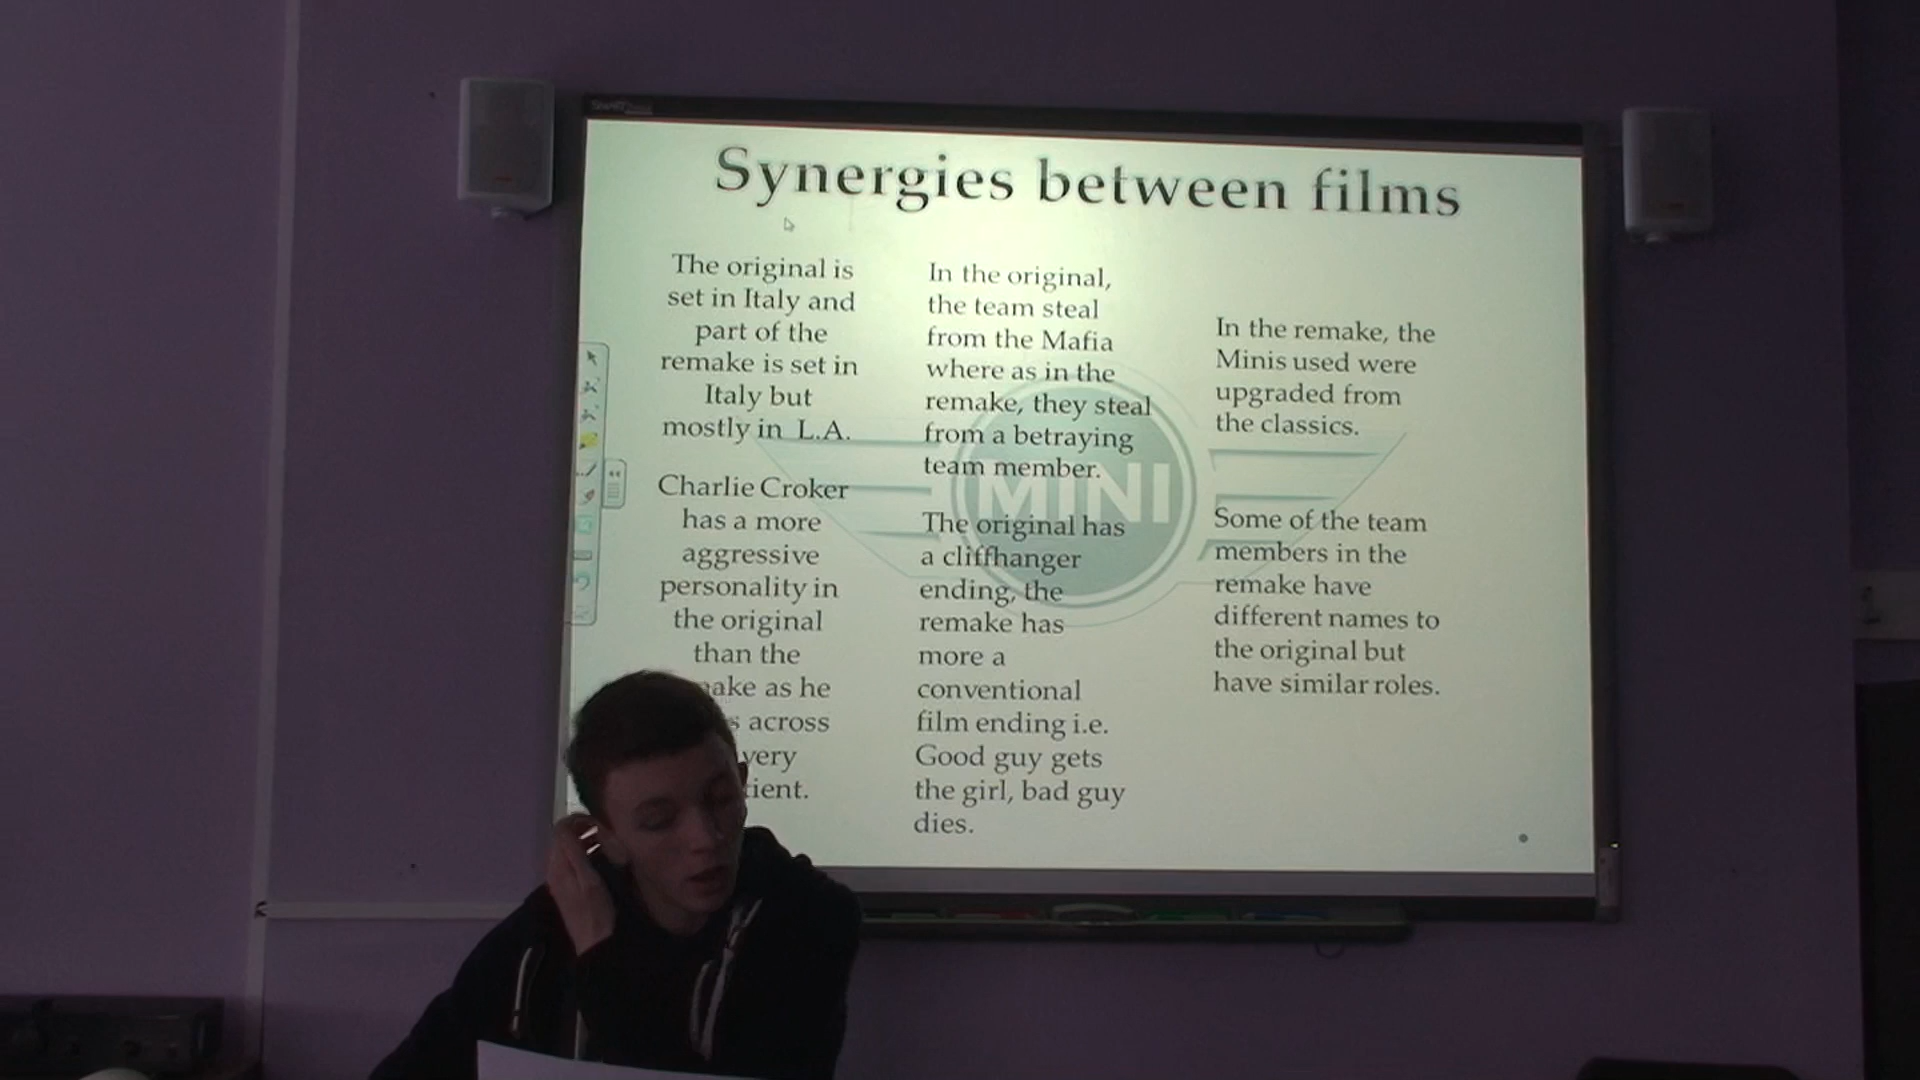 SMART
Synergies between films
The original is
set in Italy and
part of the
remake is set in
Italy but
mostly in L.A.
Charlie Croker
has a more
aggressive
personality in
the original
than the
as he
across
very
In the original,
the team steal
from the Mafia
where as in the
remake, they steal
from a betraying
team member.
The original has
a cliffhanger
ending, the
remake has
more a
conventional
film ending i.e.
Good guy gets
the girl, bad guy
dies.
In the remake, the
Minis used were
upgraded from
the classics.
Some of the team
members in the
remake have
different names to
the original but
have similar roles.
MINI